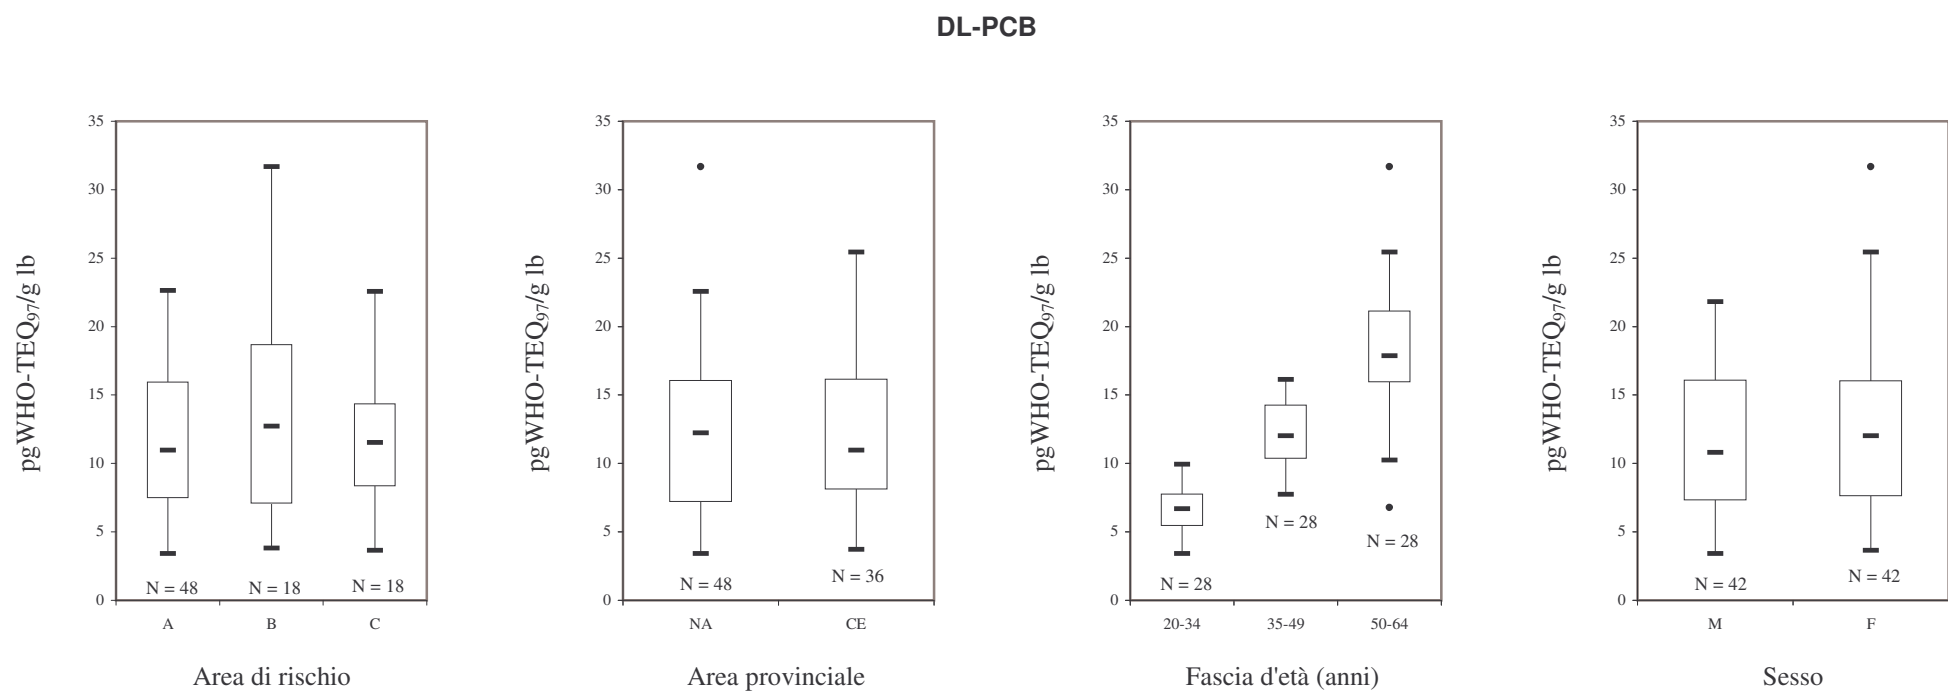 DL-PCB
pgWHO-TEQ97/g lb
35
30
25
20
15
10
5
0
N = 48
N = 18
N = 18
A
B
C
Area di rischio
pgWHO-TEQ97/g lb
35
30
25
20
15
10
5
0
N = 48
N = 36
NA
CE
Area provinciale
pgWHO-TEQ97/g lb
35
30
25
20
15
10
5
0
N = 28
N = 28
N = 28
20-34
35-49
50-64
Fascia d'età (anni)
pgWHO-TEQ97/g lb
35
30
25
20
15
10
5
0
N = 42
N = 42
M
F
Sesso